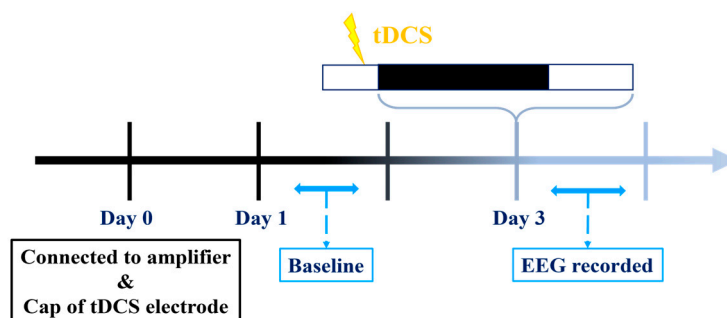 tDCS
Day 0
Day 1
Day 3
Connected to amplifier
&
Cap of tDCS electrode
Baseline
EEG recorded